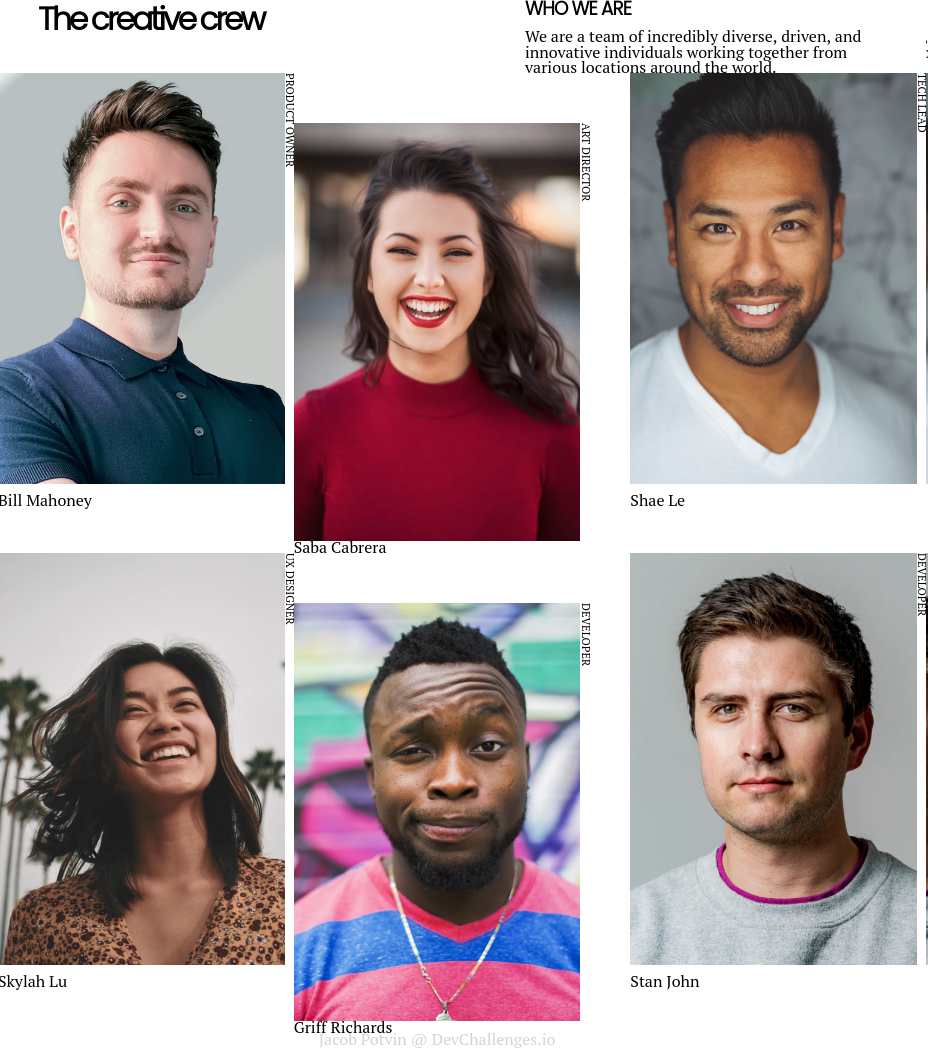 The creative crew
WHO WE ARE
We are a team of incredibly diverse, driven, and
innovative individuals working together from
various locations around the world.
PRODUCT OWNER
Bill Mahoney
ART DIRECTOR
Saba Cabrera
TECH LEAD
Shae Le
UX DESIGNER
Skylah Lu
DEVELOPER
Griff Richards
DEVELOPER
Stan John
Jacob Potvin @ DevChallenges.io